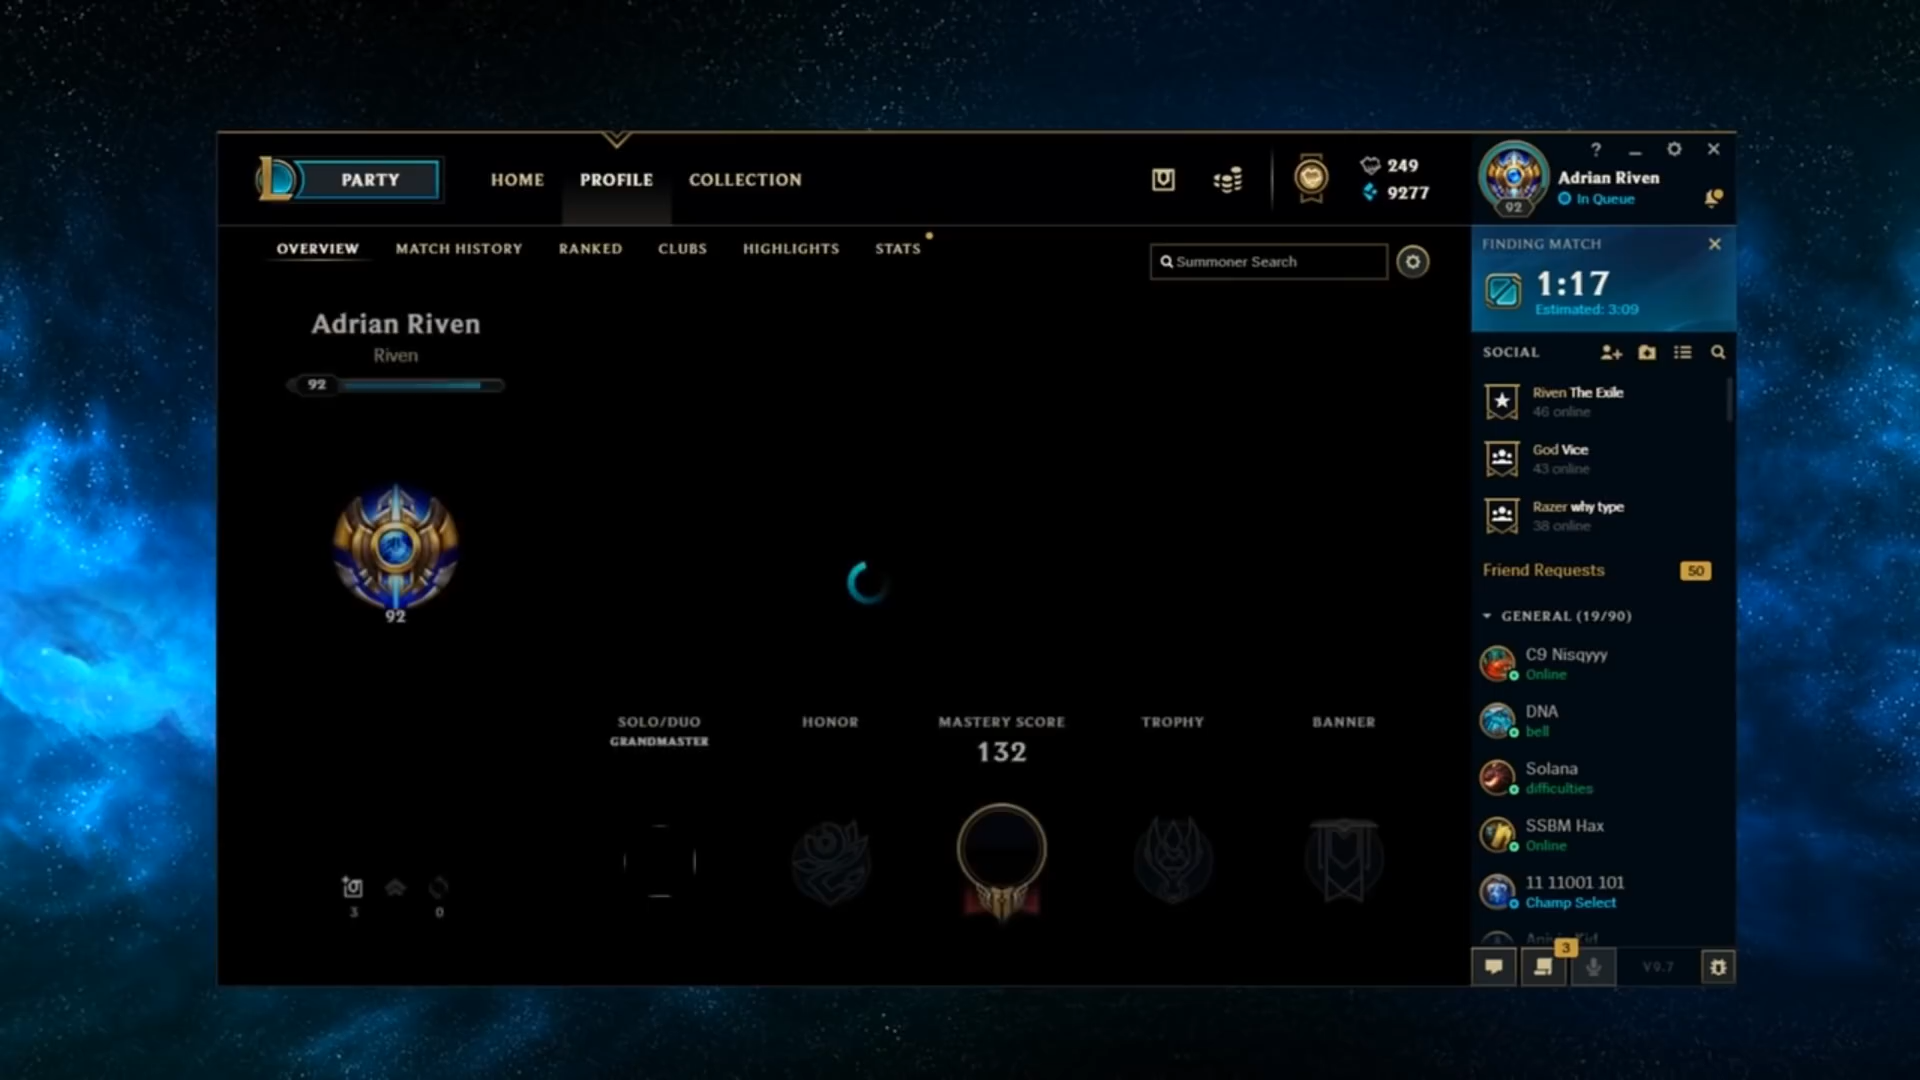 PARTY
HOME
PROFILE
COLLECTION
249
9277
?
Adrian Riven
In Queue
92
OVERVIEW
MATCH HISTORY
RANKED
CLUBS
HIGHLIGHTS
STATS
Summoner Search
FINDING MATCH
1:17
Estimated: 3:09
Adrian Riven
Riven
92
92
SOLO/DUO
GRANDMASTER
HONOR
MASTERY SCORE
132
TROPHY
BANNER
3
0
SOCIAL
Riven The Exile
46 online
God Vice
43 online
Razer why type
38 online
Friend Requests
50
GENERAL (19/90)
C9 Nisqyyy
Online
DNA
bell
Solana
difficulties
SSBM Hax
Online
11 11001 101
Champ Select
3
V9.7